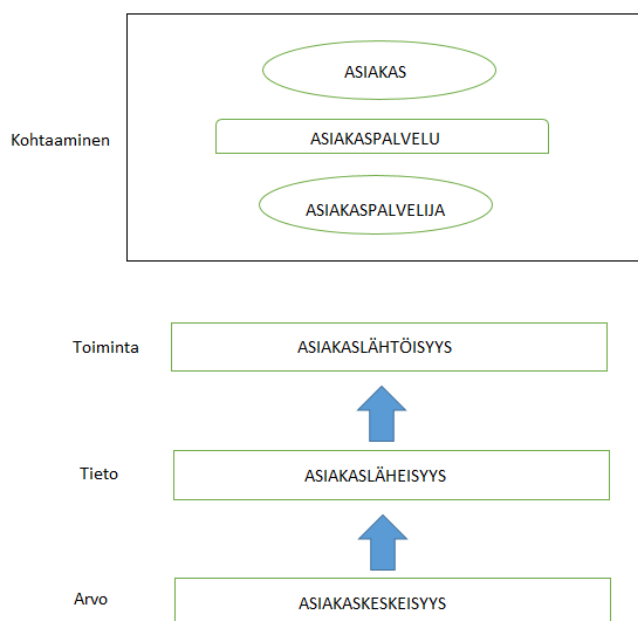 ASIAKAS
Kohtaaminen
ASIAKASPALVELU
ASIAKASPALVELIJA
Toiminta
ASIAKASLÄHTÖISYYS
Tieto
ASIAKASLÄHEISYYS
Arvo
ASIAKASKESKEISYYS